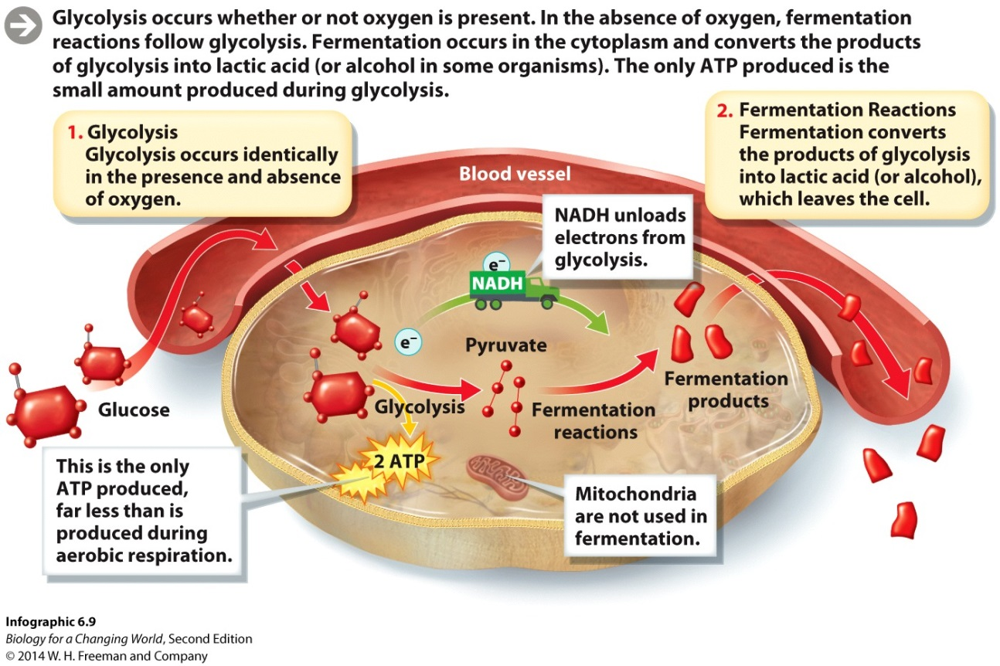 Glycolysis occurs whether or not oxygen is present. In the absence of oxygen, fermentation
reactions follow glycolysis. Fermentation occurs in the cytoplasm and converts the products
of glycolysis into lactic acid (or alcohol in some organisms). The only ATP produced is the
small amount produced during glycolysis.
1. Glycolysis
Glycolysis occurs identically
in the presence and absence
of oxygen.
2. Fermentation Reactions
Fermentation converts
the products of glycolysis
into lactic acid (or alcohol),
which leaves the cell.
Blood vessel
NADH unloads
electrons from
glycolysis.
e−
NADH
e−
Pyruvate
Glucose
Glycolysis
Fermentation
reactions
Fermentation
products
2 ATP
This is the only
ATP produced,
far less than is
produced during
aerobic respiration.
Mitochondria
are not used in
fermentation.
Infographic 6.9
Biology for a Changing World, Second Edition
© 2014 W. H. Freeman and Company